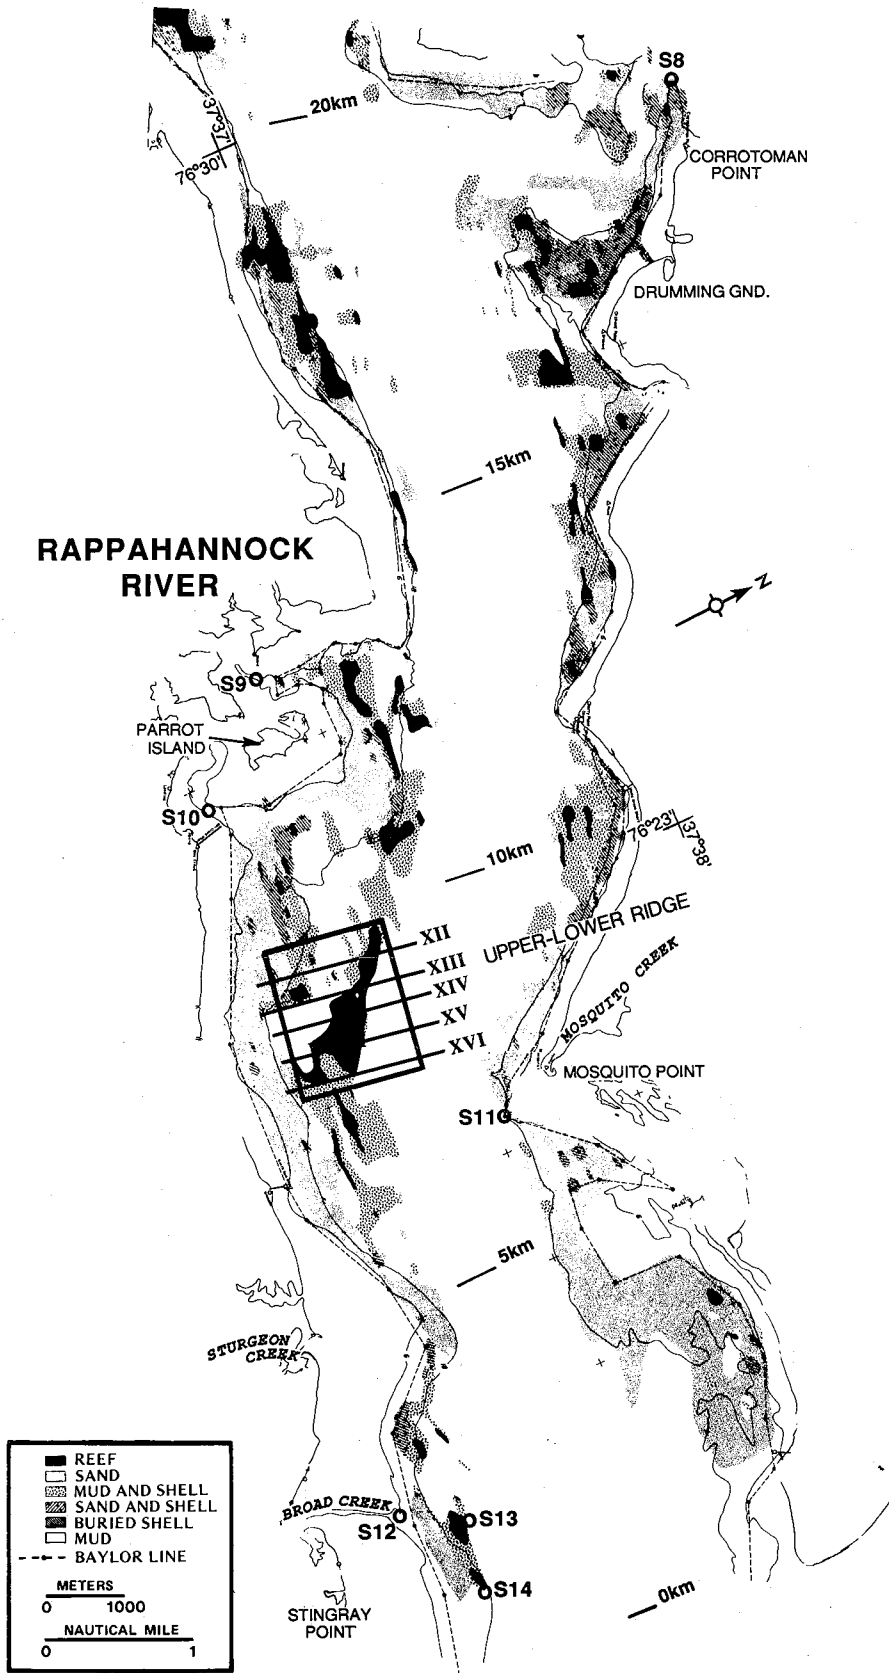 S8
20km
37°37'
76°30'
CORROTOMAN
POINT
DRUMMING GND.
15km
RAPPAHANNOCK
RIVER
N
S9
PARROT
ISLAND
S10
76°23'
37°38'
10km
UPPER-LOWER RIDGE
XII
XIII
XIV
XV
XVI
MOSQUITO CREEK
MOSQUITO POINT
S11
5km
STURGEON
CREEK
REEF
SAND
MUD AND SHELL
SAND AND SHELL
BURIED SHELL
MUD
BAYLOR LINE
METERS
0 1000
NAUTICAL MILE
0 1
BROAD CREEK
S12
S13
S14
STINGRAY
POINT
0km